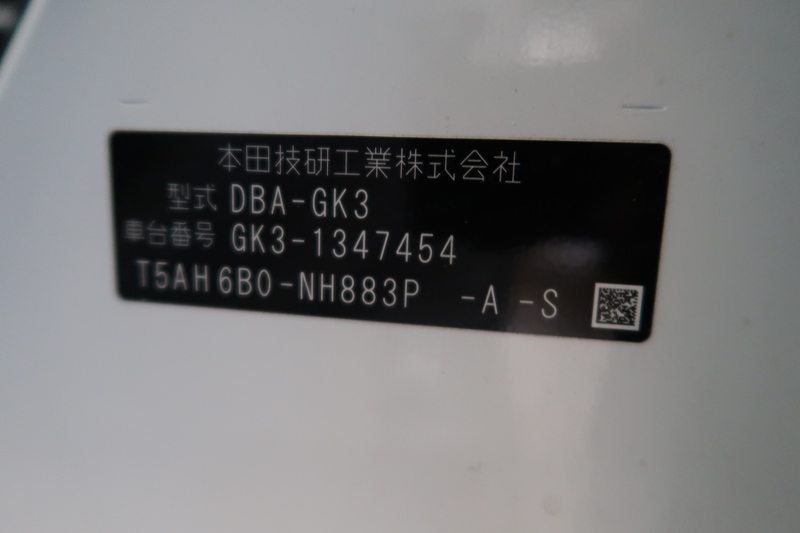 本田技研工業株式会社
型式 DBA-GK3
車台番号 GK3-1347454
T5AH6B0-NH883P -A -S